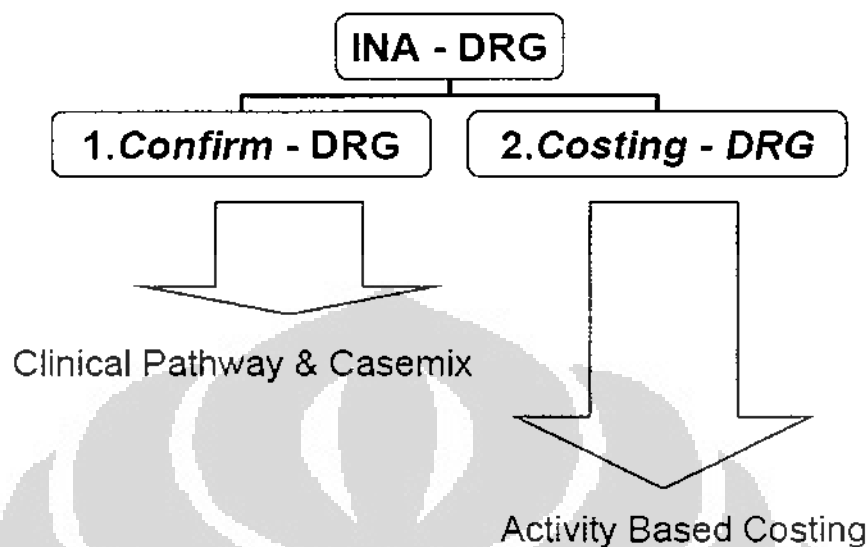 INA - DRG
1.Confirm - DRG
2.Costing - DRG
Clinical Pathway & Casemix
Activity Based Costing